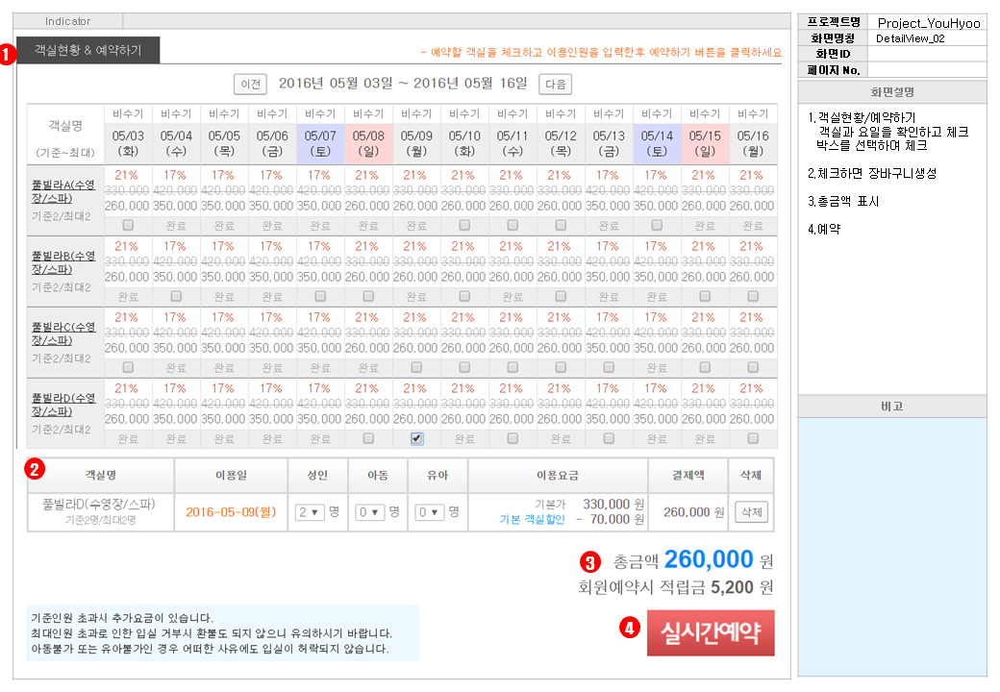 Indicator
1 객실현황 & 예약하기
- 예약할 객실을 체크하고 이용인원을 입력한후 예약하기 버튼을 클릭하세요
이전 2016년 05월 03일 ~ 2016년 05월 16일 다음
객실명
(기준~최대)
비수기 비수기 비수기 비수기 비수기 비수기 비수기 비수기 비수기 비수기 비수기 비수기 비수기 비수기
05/03 05/04 05/05 05/06 05/07 05/08 05/09 05/10 05/11 05/12 05/13 05/14 05/15 05/16
(화) (수) (목) (금) (토) (일) (월) (화) (수) (목) (금) (토) (일) (월)
풀빌라A(수영
장/스파)
기준2/최대2
21% 17% 17% 17% 17% 21% 21% 21% 21% 21% 17% 17% 21% 21%
330,000 420,000 420,000 420,000 420,000 330,000 330,000 330,000 330,000 330,000 420,000 420,000 330,000 330,000
260,000 350,000 350,000 350,000 350,000 260,000 260,000 260,000 260,000 260,000 350,000 350,000 260,000 260,000
완료 완료 완료 완료 완료 완료 완료 완료 완료
풀빌라B(수영
장/스파)
기준2/최대2
21% 17% 17% 17% 17% 21% 21% 21% 21% 21% 17% 17% 21% 21%
330,000 420,000 420,000 420,000 420,000 330,000 330,000 330,000 330,000 330,000 420,000 420,000 330,000 330,000
260,000 350,000 350,000 350,000 350,000 260,000 260,000 260,000 260,000 260,000 350,000 350,000 260,000 260,000
완료 완료 완료 완료 완료 완료 완료
풀빌라C(수영
장/스파)
기준2/최대2
21% 17% 17% 17% 17% 21% 21% 21% 21% 21% 17% 17% 21% 21%
330,000 420,000 420,000 420,000 420,000 330,000 330,000 330,000 330,000 330,000 420,000 420,000 330,000 330,000
260,000 350,000 350,000 350,000 350,000 260,000 260,000 260,000 260,000 260,000 350,000 350,000 260,000 260,000
완료 완료 완료 완료 완료 완료
풀빌라D(수영
장/스파)
기준2/최대2
21% 17% 17% 17% 17% 21% 21% 21% 21% 21% 17% 17% 21% 21%
330,000 420,000 420,000 420,000 420,000 330,000 330,000 330,000 330,000 330,000 420,000 420,000 330,000 330,000
260,000 350,000 350,000 350,000 350,000 260,000 260,000 260,000 260,000 260,000 350,000 350,000 260,000 260,000
완료 완료 완료 완료 완료 완료 완료 완료
2 객실명 이용일 성인 아동 유아 이용요금 결제액 삭제
풀빌라D(수영장/스파)
기준2명/최대2명
2016-05-09(월) 2 ▼ 명 0 ▼ 명 0 ▼ 명
기본가 330,000 원
기본 객실할인 - 70,000 원
260,000 원 삭제
3 총금액 260,000 원
회원예약시 적립금 5,200 원
기준인원 초과시 추가요금이 있습니다.
최대인원 초과로 인한 입실 거부시 환불도 되지 않으니 유의하시기 바랍니다.
아동불가 또는 유아불가인 경우 어떠한 사유에도 입실이 허락되지 않습니다.
4 실시간예약
프로젝트명 Project_YouHyoo
화면명칭 DetailView_02
화면ID
페이지 No.
화면설명
1.객실현황/예약하기
객실과 요일을 확인하고 체크
박스를 선택하며 체크
2.체크하면 장바구니생성
3.총금액 표시
4.예약
비고